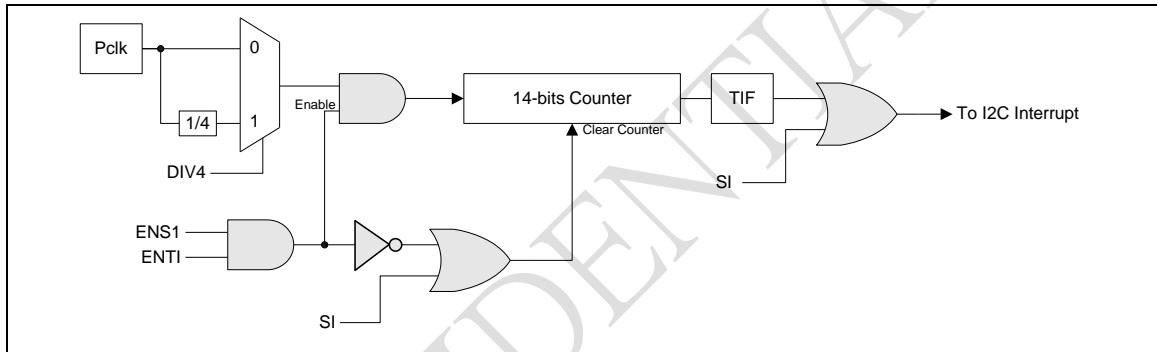 Pclk
0
1/4
1
DIV4
Enable
14-bits Counter
Clear Counter
TIF
SI
To I2C Interrupt
ENS1
ENTI
SI